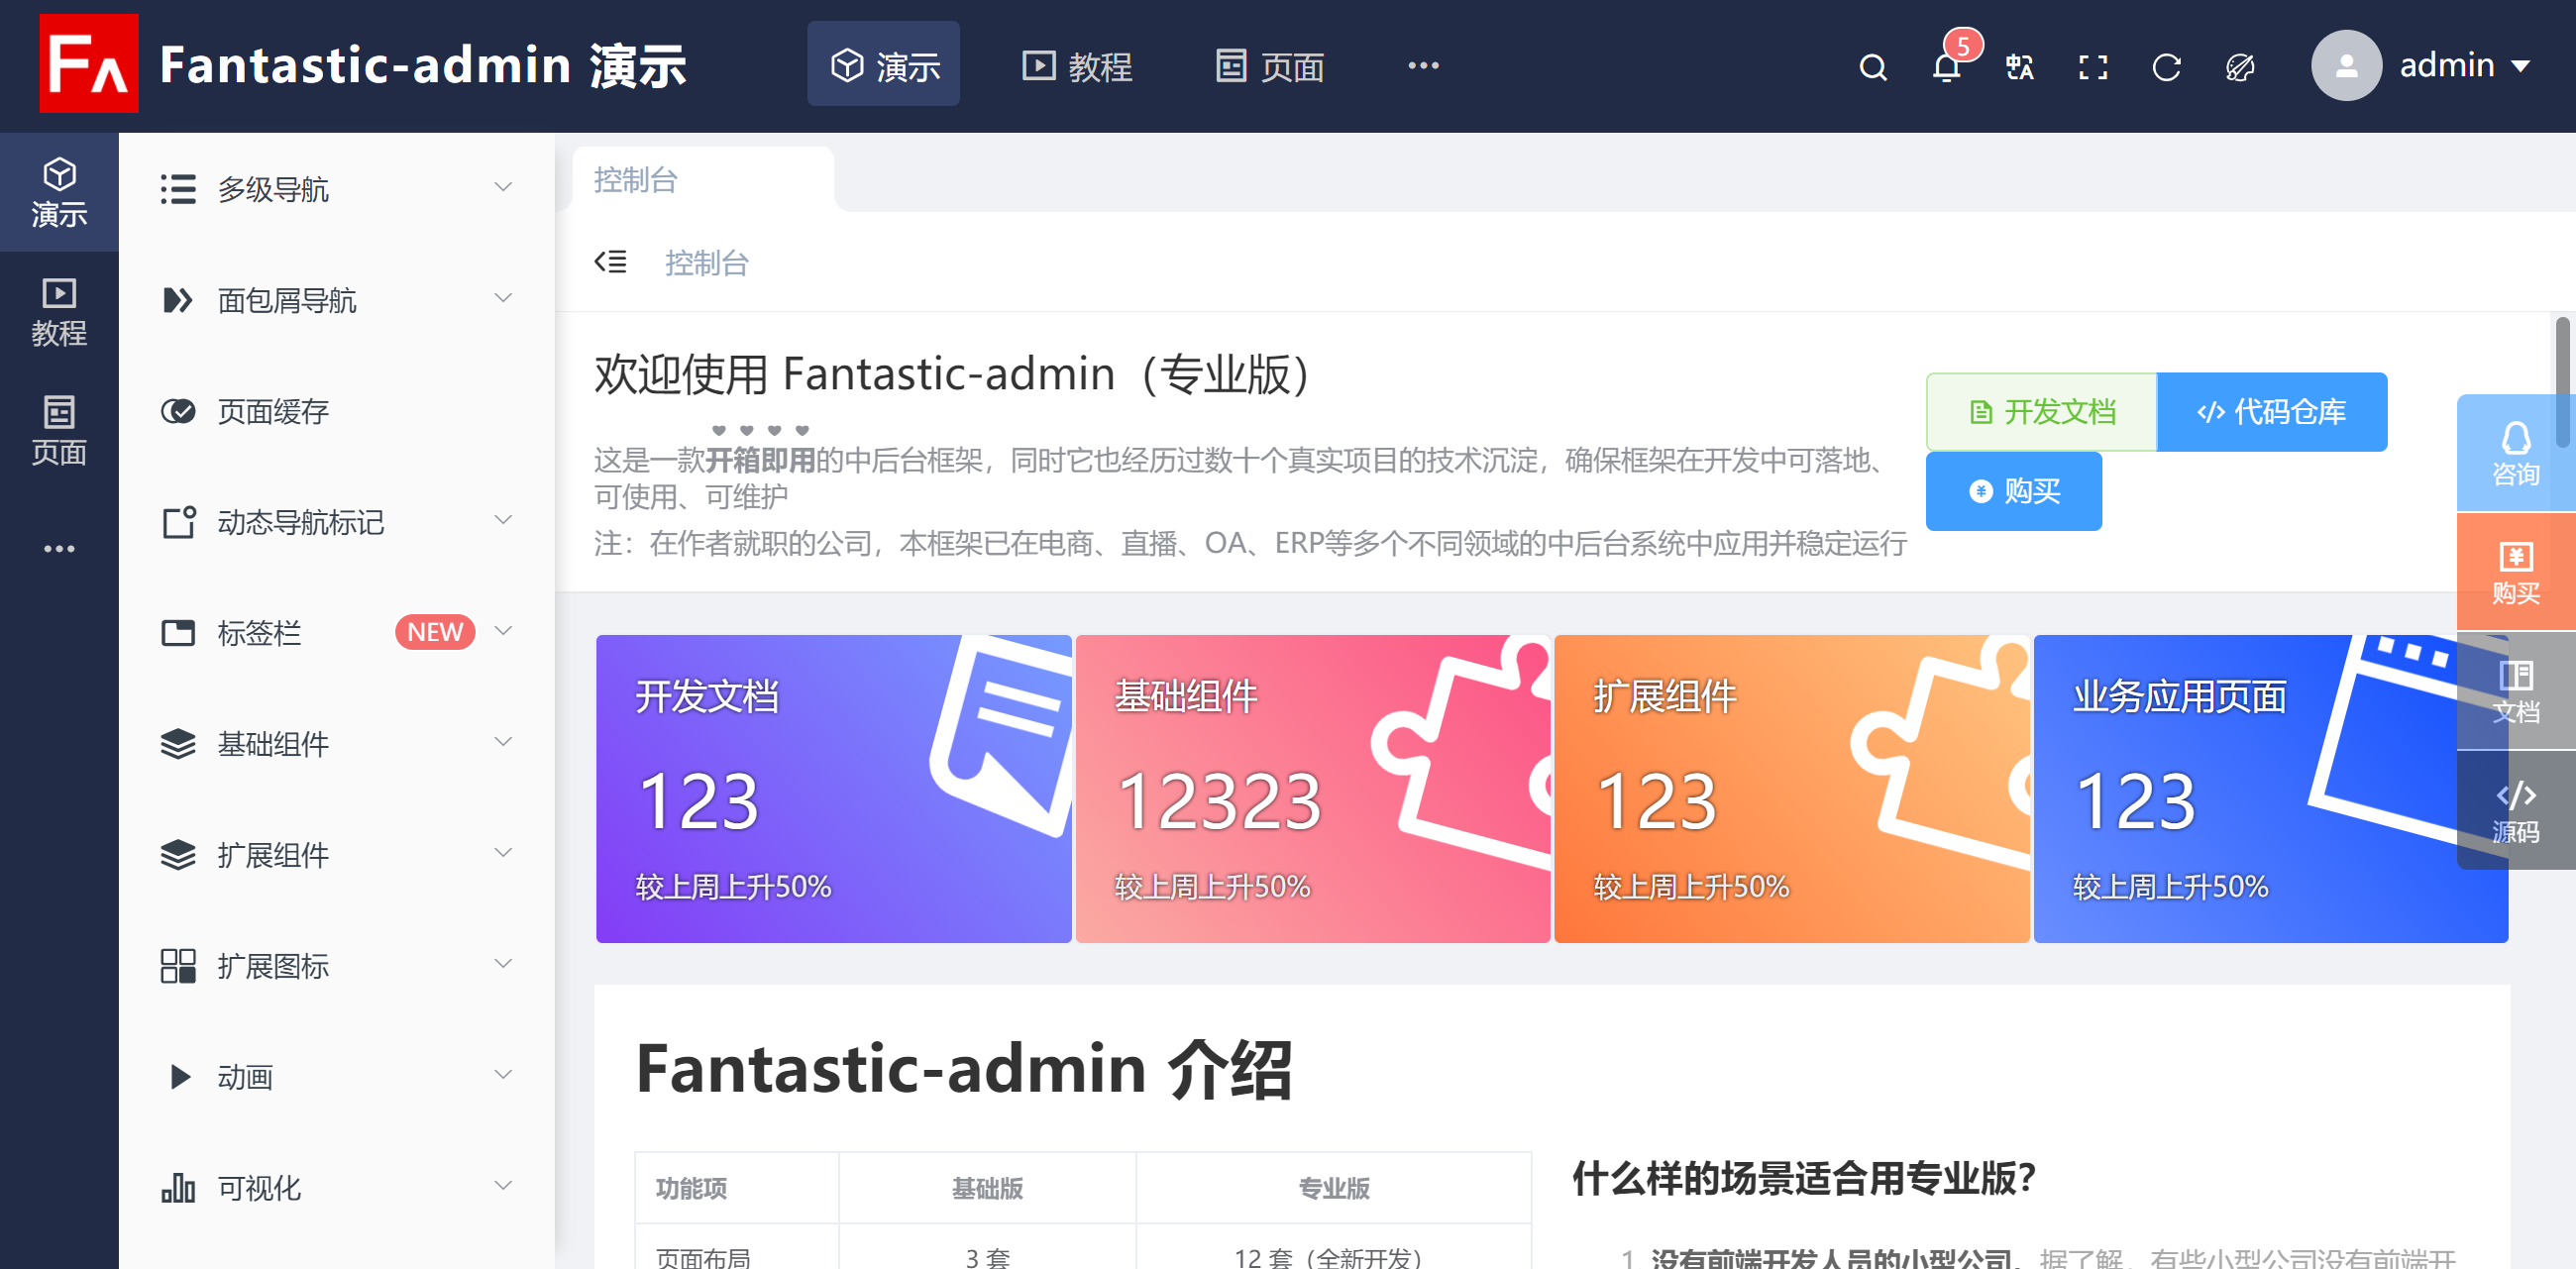 FA Fantastic-admin 演示
演示 教程 页面
5
admin
演示
教程
页面
多级导航
面包屑导航
页面缓存
动态导航标记
标签栏 NEW
基础组件
扩展组件
扩展图标
动画
可视化
控制台
控制台
欢迎使用 Fantastic-admin（专业版）
这是一款开箱即用的中后台框架，同时它也经历过数十个真实项目的技术沉淀，确保框架在开发中可落地、
可使用、可维护
注：在作者就职的公司，本框架已在电商、直播、OA、ERP等多个不同领域的中后台系统中应用并稳定运行
开发文档 代码仓库
购买
咨询
购买
文档
源码
开发文档
123
较上周上升50%
基础组件
12323
较上周上升50%
扩展组件
123
较上周上升50%
业务应用页面
123
较上周上升50%
Fantastic-admin 介绍
功能项 基础版 专业版
页面布局 3 套 12 套（全新开发）
什么样的场景适合用专业版？
1. 没有前端开发人员的小型公司。据了解，有些小型公司没有前端开